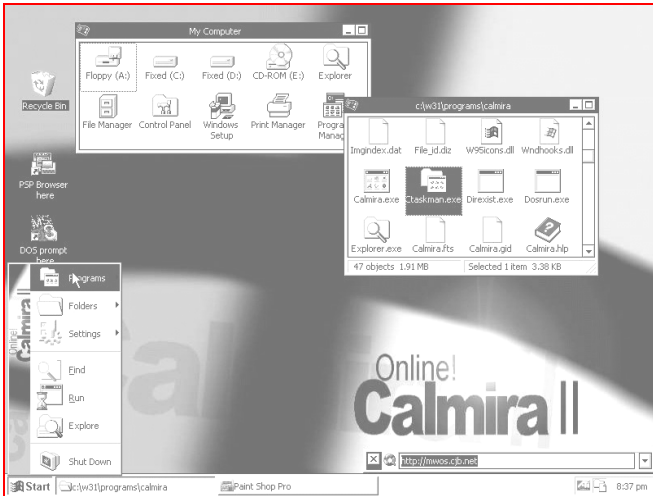 My Computer
Floppy (A:)
Fixed (C:)
Fixed (D:)
CD-ROM (E:)
Explorer
File Manager
Control Panel
Windows Setup
Print Manager
Recycle Bin
PSP Browser here
DOS prompt here
c:\w31\programs\calmira
Imgindex.dat
File_id.diz
W95icons.dll
Wndhooks.dll
Calmira.exe
Ctaskman.exe
Direxist.exe
Dosrun.exe
Explorer.exe
Calmira.fts
Calmira.gid
Calmira.hlp
47 objects 1.91 MB
Selected 1 item 3.38 KB
Programs
Folders
Settings
Find
Run
Explore
Shut Down
Online!
Calmira
Online!
Calmira II
http://mwos.cjb.net
Start
c:\w31\programs\calmira
Paint Shop Pro
8:37 pm